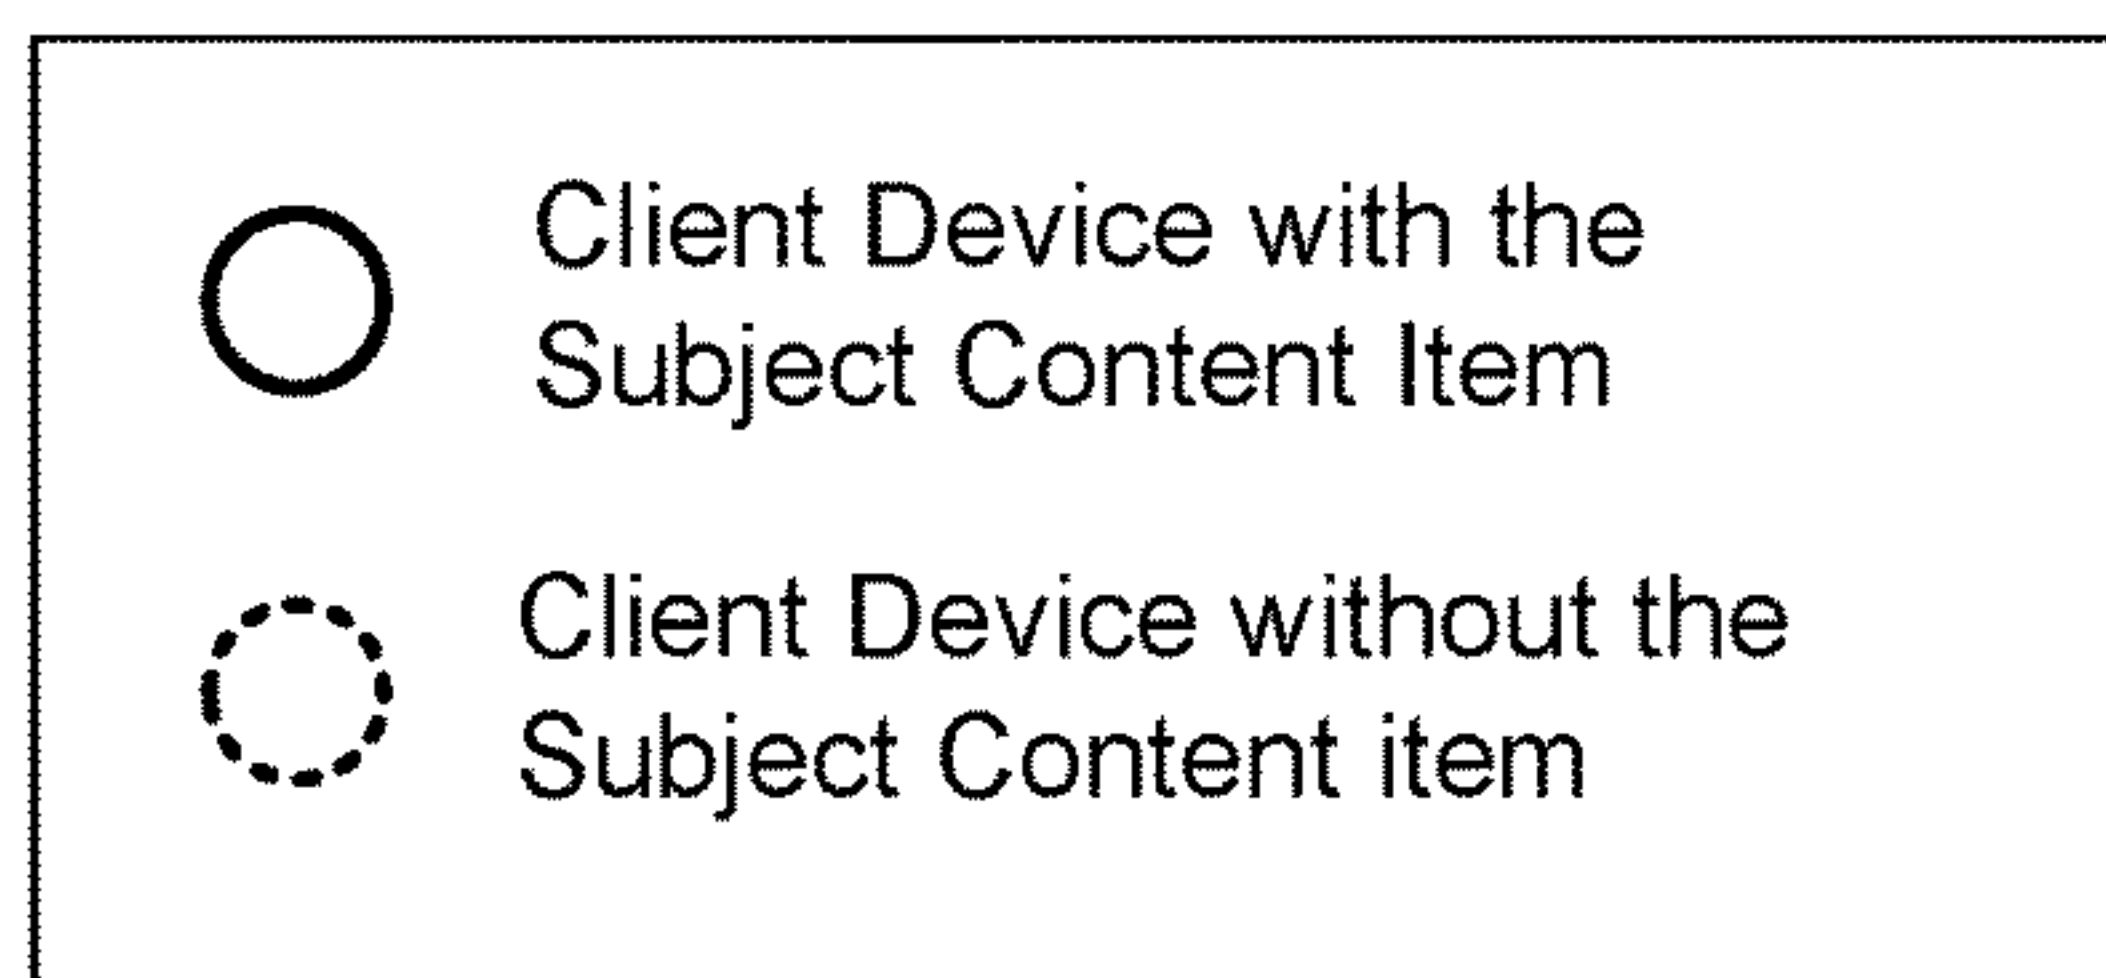 Client Device with the
Subject Content Item
Client Device without the
Subject Content item